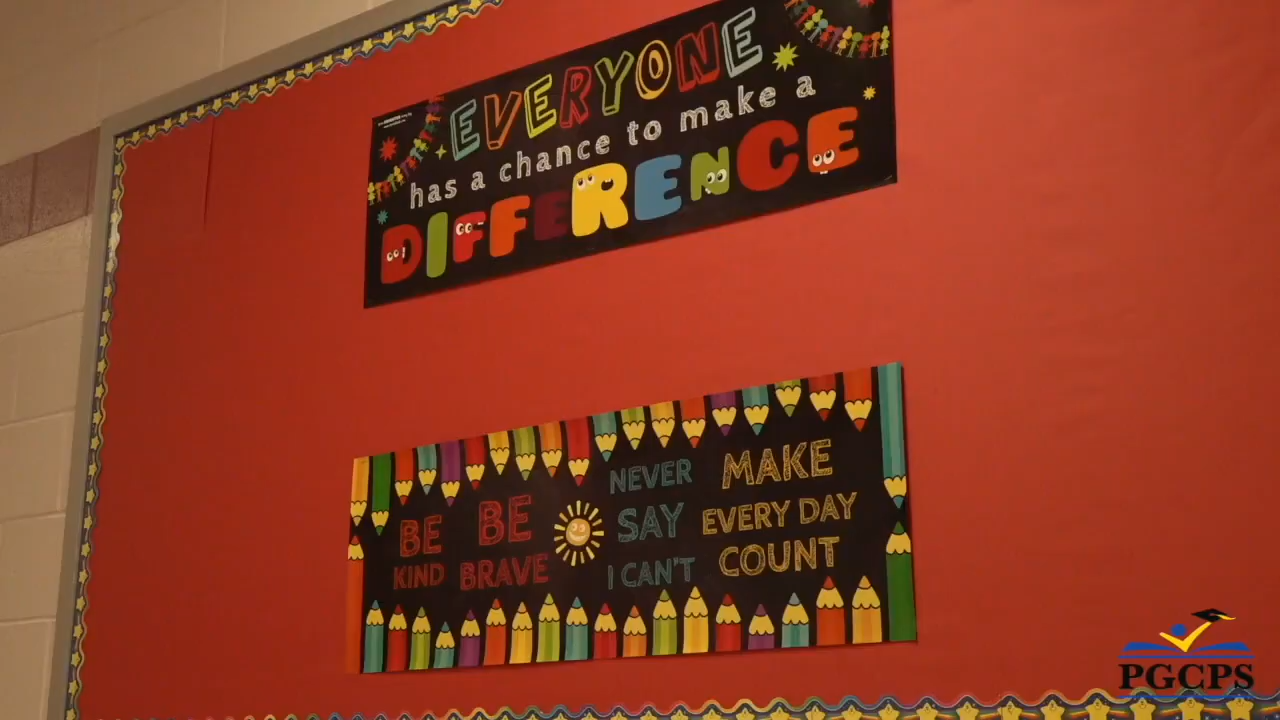 EVERYONE
has a chance to make a
DIFFERENCE
BE
KIND
BE
BRAVE
NEVER
SAY
I CAN'T
MAKE
EVERY DAY
COUNT
PGCPS